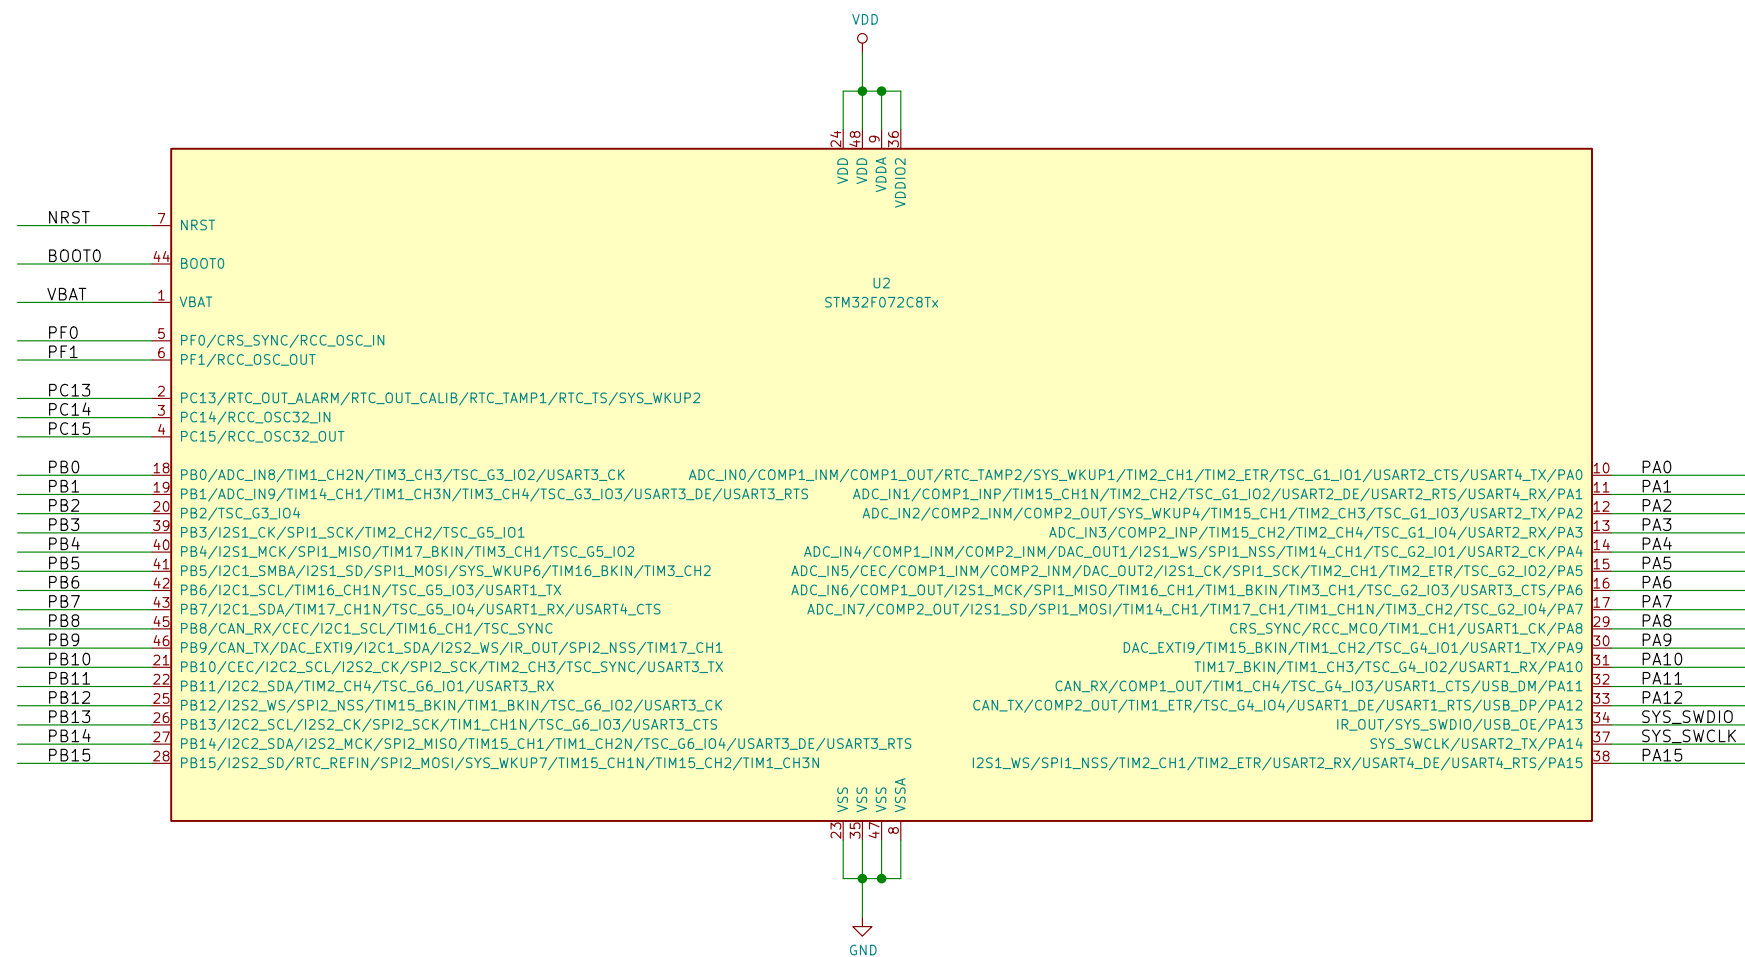 VDD
24 48 9 36
VDD VDD VDDA VDDIO2
NRST 7 NRST
BOOT0 44 BOOT0
U2
VBAT 1 VBAT STM32F072C8Tx
PF0 5 PF0/CRS_SYNC/RCC_OSC_IN
PF1 6 PF1/RCC_OSC_OUT
PC13 2 PC13/RTC_OUT_ALARM/RTC_OUT_CALIB/RTC_TAMP1/RTC_TS/SYS_WKUP2
PC14 3 PC14/RCC_OSC32_IN
PC15 4 PC15/RCC_OSC32_OUT
PB0 18 PB0/ADC_IN8/TIM1_CH2N/TIM3_CH3/TSC_G3_IO2/USART3_CK ADC_IN0/COMP1_INM/COMP1_OUT/RTC_TAMP2/SYS_WKUP1/TIM2_CH1/TIM2_ETR/TSC_G1_IO1/USART2_CTS/USART4_TX/PA0 10 PA0
PB1 19 PB1/ADC_IN9/TIM14_CH1/TIM1_CH3N/TIM3_CH4/TSC_G3_IO3/USART3_DE/USART3_RTS ADC_IN1/COMP1_INP/TIM15_CH1N/TIM2_CH2/TSC_G1_IO2/USART2_DE/USART2_RTS/USART4_RX/PA1 11 PA1
PB2 20 PB2/TSC_G3_IO4 ADC_IN2/COMP2_INM/COMP2_OUT/SYS_WKUP4/TIM15_CH1/TIM2_CH3/TSC_G1_IO3/USART2_TX/PA2 12 PA2
PB3 39 PB3/I2S1_CK/SPI1_SCK/TIM2_CH2/TSC_G5_IO1 ADC_IN3/COMP2_INP/TIM15_CH2/TIM2_CH4/TSC_G1_IO4/USART2_RX/PA3 13 PA3
PB4 40 PB4/I2S1_MCK/SPI1_MISO/TIM17_BKIN/TIM3_CH1/TSC_G5_IO2 ADC_IN4/COMP1_INM/COMP2_INM/DAC_OUT1/I2S1_WS/SPI1_NSS/TIM14_CH1/TSC_G2_IO1/USART2_CK/PA4 14 PA4
PB5 41 PB5/I2C1_SMBA/I2S1_SD/SPI1_MOSI/SYS_WKUP6/TIM16_BKIN/TIM3_CH2 ADC_IN5/CEC/COMP1_INM/COMP2_INM/DAC_OUT2/I2S1_CK/SPI1_SCK/TIM2_CH1/TIM2_ETR/TSC_G2_IO2/PA5 15 PA5
PB6 42 PB6/I2C1_SCL/TIM16_CH1N/TSC_G5_IO3/USART1_TX ADC_IN6/COMP1_OUT/I2S1_MCK/SPI1_MISO/TIM16_CH1/TIM1_BKIN/TIM3_CH1/TSC_G2_IO3/USART3_CTS/PA6 16 PA6
PB7 43 PB7/I2C1_SDA/TIM17_CH1N/TSC_G5_IO4/USART1_RX/USART4_CTS ADC_IN7/COMP2_OUT/I2S1_SD/SPI1_MOSI/TIM14_CH1/TIM17_CH1/TIM1_CH1N/TIM3_CH2/TSC_G2_IO4/PA7 17 PA7
PB8 45 PB8/CAN_RX/CEC/I2C1_SCL/TIM16_CH1/TSC_SYNC CRS_SYNC/RCC_MCO/TIM1_CH1/USART1_CK/PA8 29 PA8
PB9 46 PB9/CAN_TX/DAC_EXTI9/I2C1_SDA/I2S2_WS/IR_OUT/SPI2_NSS/TIM17_CH1 DAC_EXTI9/TIM15_BKIN/TIM1_CH2/TSC_G4_IO1/USART1_TX/PA9 30 PA9
PB10 21 PB10/CEC/I2C2_SCL/I2S2_CK/SPI2_SCK/TIM2_CH3/TSC_SYNC/USART3_TX TIM17_BKIN/TIM1_CH3/TSC_G4_IO2/USART1_RX/PA10 31 PA10
PB11 22 PB11/I2C2_SDA/TIM2_CH4/TSC_G6_IO1/USART3_RX CAN_RX/COMP1_OUT/TIM1_CH4/TSC_G4_IO3/USART1_CTS/USB_DM/PA11 32 PA11
PB12 25 PB12/I2S2_WS/SPI2_NSS/TIM15_BKIN/TIM1_BKIN/TSC_G6_IO2/USART3_CK CAN_TX/COMP2_OUT/TIM1_ETR/TSC_G4_IO4/USART1_DE/USART1_RTS/USB_DP/PA12 33 PA12
PB13 26 PB13/I2C2_SCL/I2S2_CK/SPI2_SCK/TIM1_CH1N/TSC_G6_IO3/USART3_CTS IR_OUT/SYS_SWDIO/USB_OE/PA13 34 SYS_SWDIO
PB14 27 PB14/I2C2_SDA/I2S2_MCK/SPI2_MISO/TIM15_CH1/TIM1_CH2N/TSC_G6_IO4/USART3_DE/USART3_RTS SYS_SWCLK/USART2_TX/PA14 37 SYS_SWCLK
PB15 28 PB15/I2S2_SD/RTC_REFIN/SPI2_MOSI/SYS_WKUP7/TIM15_CH1N/TIM15_CH2/TIM1_CH3N I2S1_WS/SPI1_NSS/TIM2_CH1/TIM2_ETR/USART2_RX/USART4_DE/USART4_RTS/PA15 38 PA15
VSS VSS VSS VSSA
23 35 47 8
GND